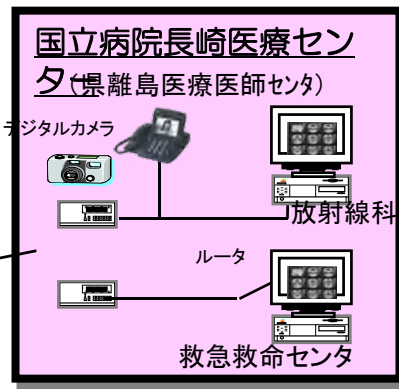 国立病院長崎医療セン
ター(県離島医療医師センタ)
デジタルカメラ
放射線科
ルータ
救急救命センタ